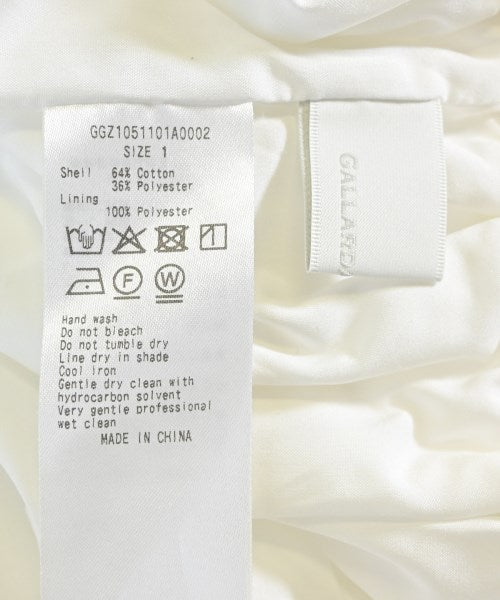 GGZ1051101A0002
SIZE 1
Shell 64% Cotton
36% Polyester
Lining
100% Polyester
F W
Hand wash
Do not bleach
Do not tumble dry
Line dry in shade
Cool iron
Gentle dry clean with
hydrocarbon solvent
Very gentle professional
wet clean
MADE IN CHINA
GALLARDA